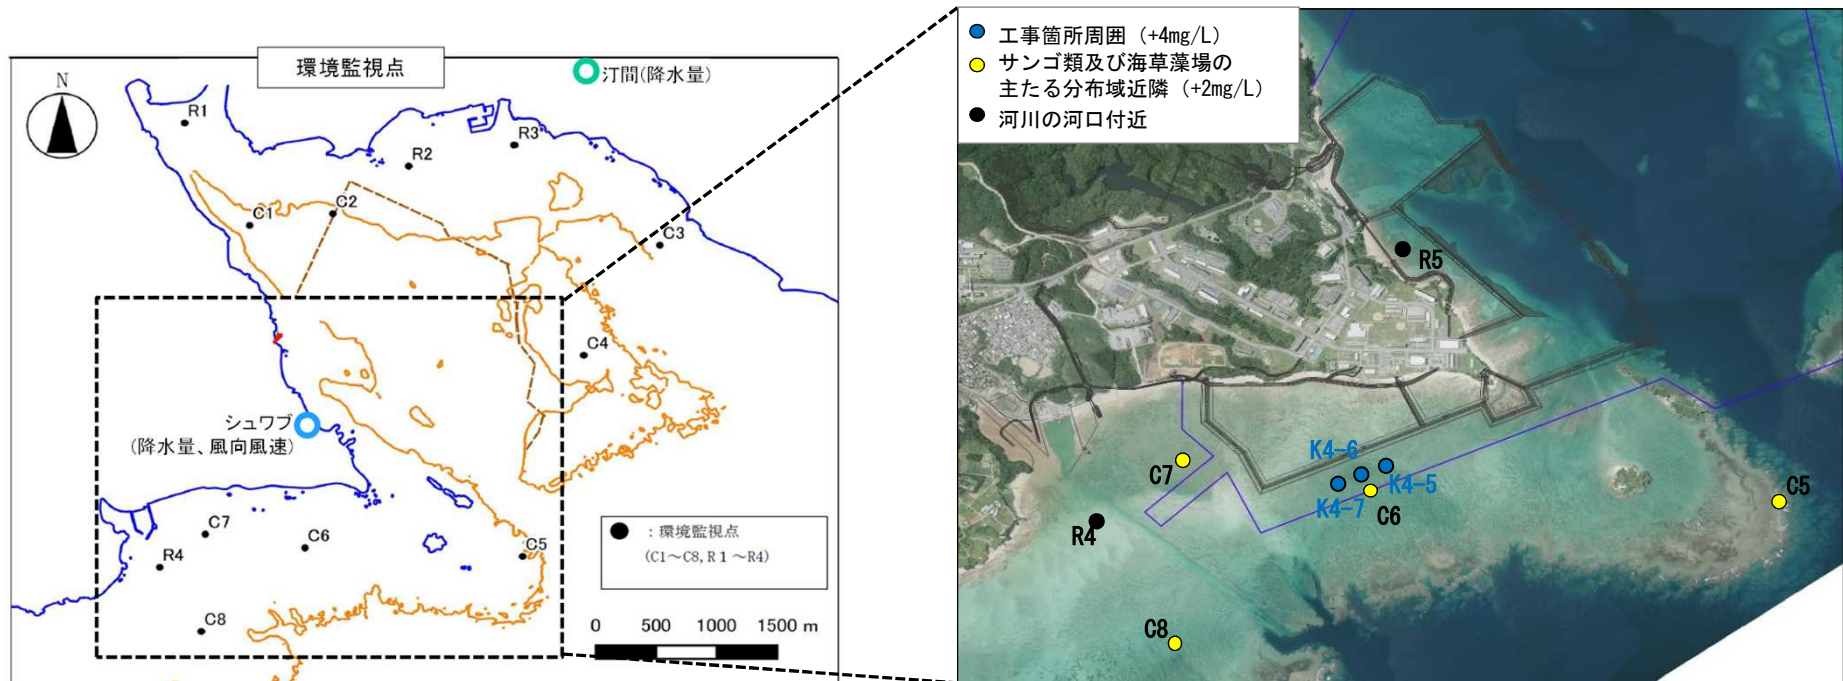 環境監視点
汀間(降水量)
N
R1
R2
R3
C1
C2
C3
C4
シュワブ
(降水量、風向風速)
C7
C6
C5
R4
C8
:環境監視点
(C1~C8,R1~R4)
0 500 1000 1500 m
工事箇所周囲(+4mg/L)
サンゴ類及び海草藻場の
主たる分布域近隣(+2mg/L)
河川の河口付近
R5
K4-6
K4-5
K4-7
C7
C6
C5
R4
C8